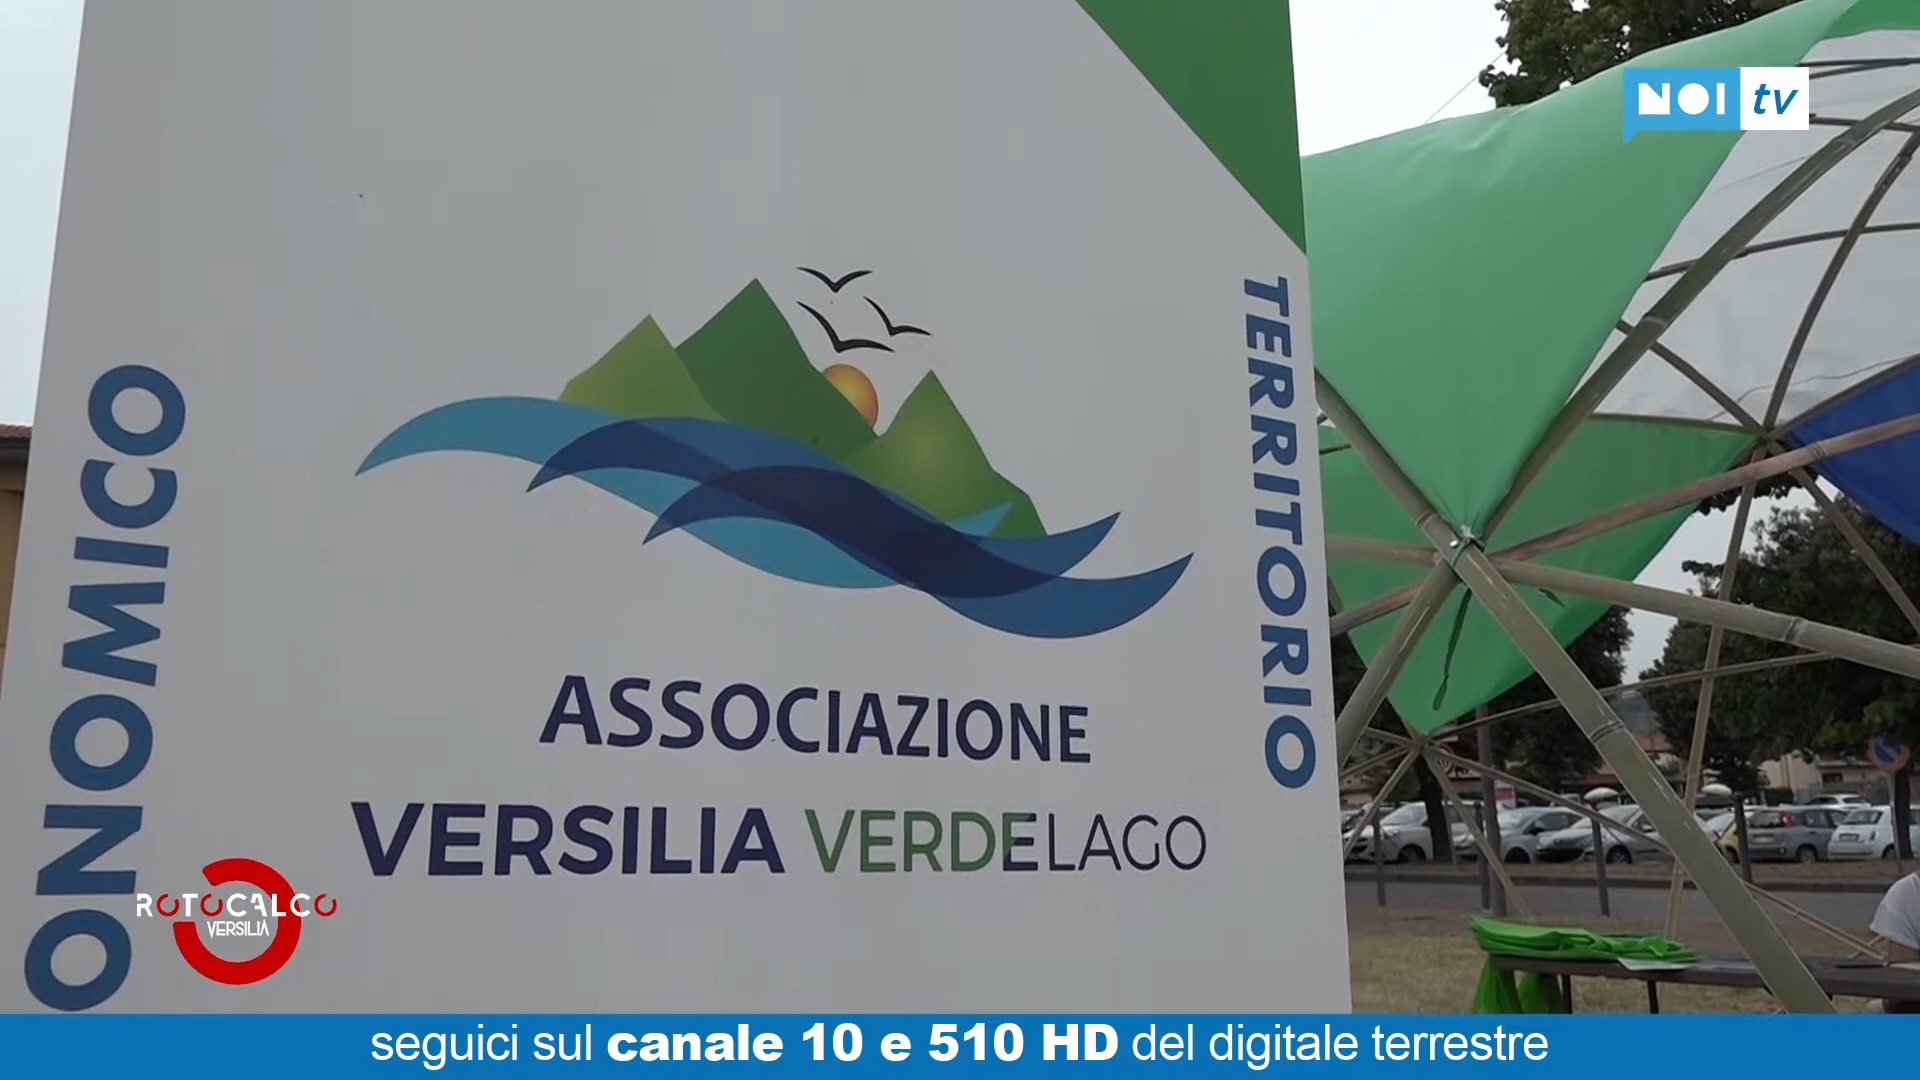 NOI tv
TERRITORIO
ONOMICO
ASSOCIAZIONE
VERSILIA VERDELAGO
ROTOCALCO
VERSILIA
seguici sul canale 10 e 510 HD del digitale terrestre